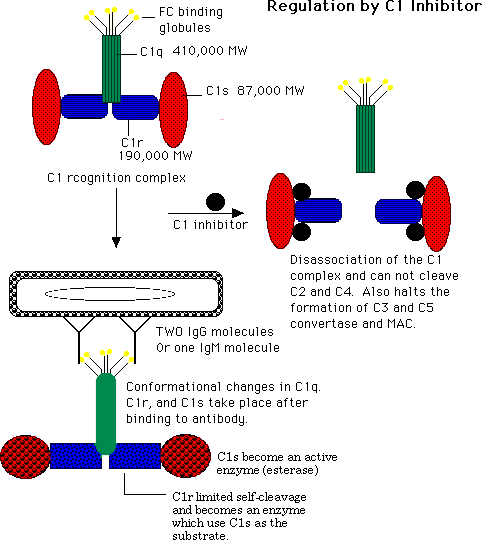 Regulation by C1 Inhibitor
FC binding
globules
C1q 410,000 MW
C1s 87,000 MW
C1r
190,000 MW
C1 rcognition complex
C1 inhibitor
Disassociation of the C1
complex and can not cleave
C2 and C4. Also halts the
formation of C3 and C5
convertase and MAC.
TWO IgG molecules
Or one IgM molecule
Conformational changes in C1q.
C1r, and C1s take place after
binding to antibody.
C1s become an active
enzyme (esterase)
C1r limited self-cleavage
and becomes an enzyme
which use C1s as the
substrate.